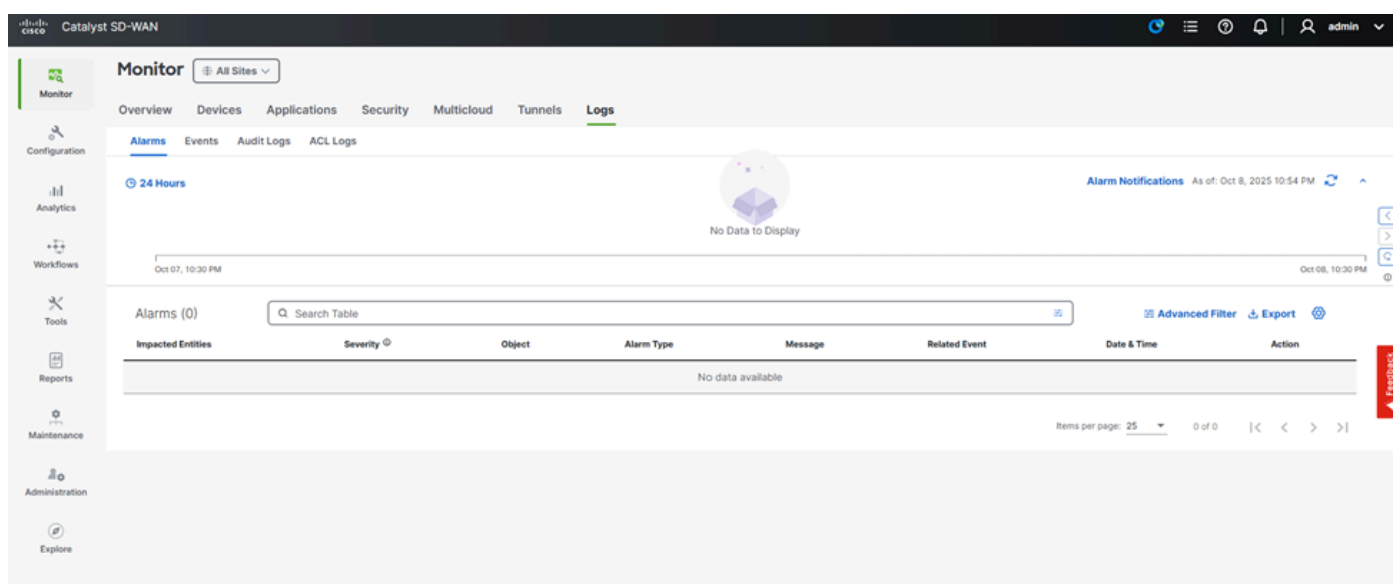 cisco Catalyst SD-WAN
admin
Monitor
Configuration
Analytics
Workflows
Tools
Reports
Maintenance
Administration
Explore
Monitor All Sites
Overview Devices Applications Security Multicloud Tunnels Logs
Alarms Events Audit Logs ACL Logs
24 Hours
Alarm Notifications As of: Oct 8, 2025 10:54 PM
No Data to Display
Oct 07, 10:30 PM Oct 08, 10:30 PM
Alarms (0) Search Table Advanced Filter Export
Impacted Entities Severity Object Alarm Type Message Related Event Date & Time Action
No data available
Items per page: 25 0 of 0
Feedback